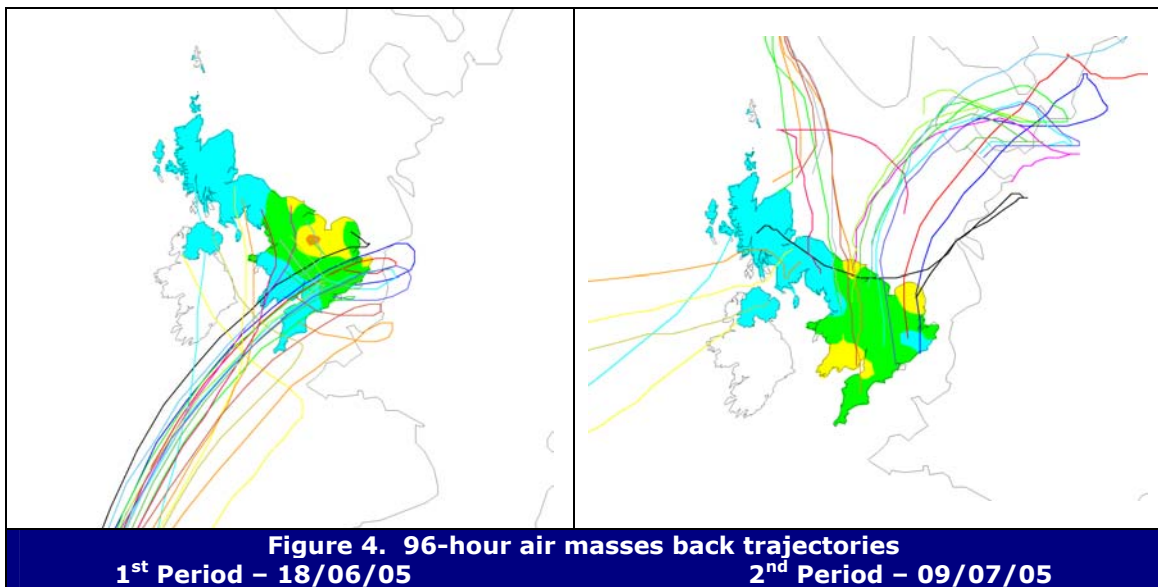 Figure 4. 96-hour air masses back trajectories
1st Period – 18/06/05 2nd Period – 09/07/05